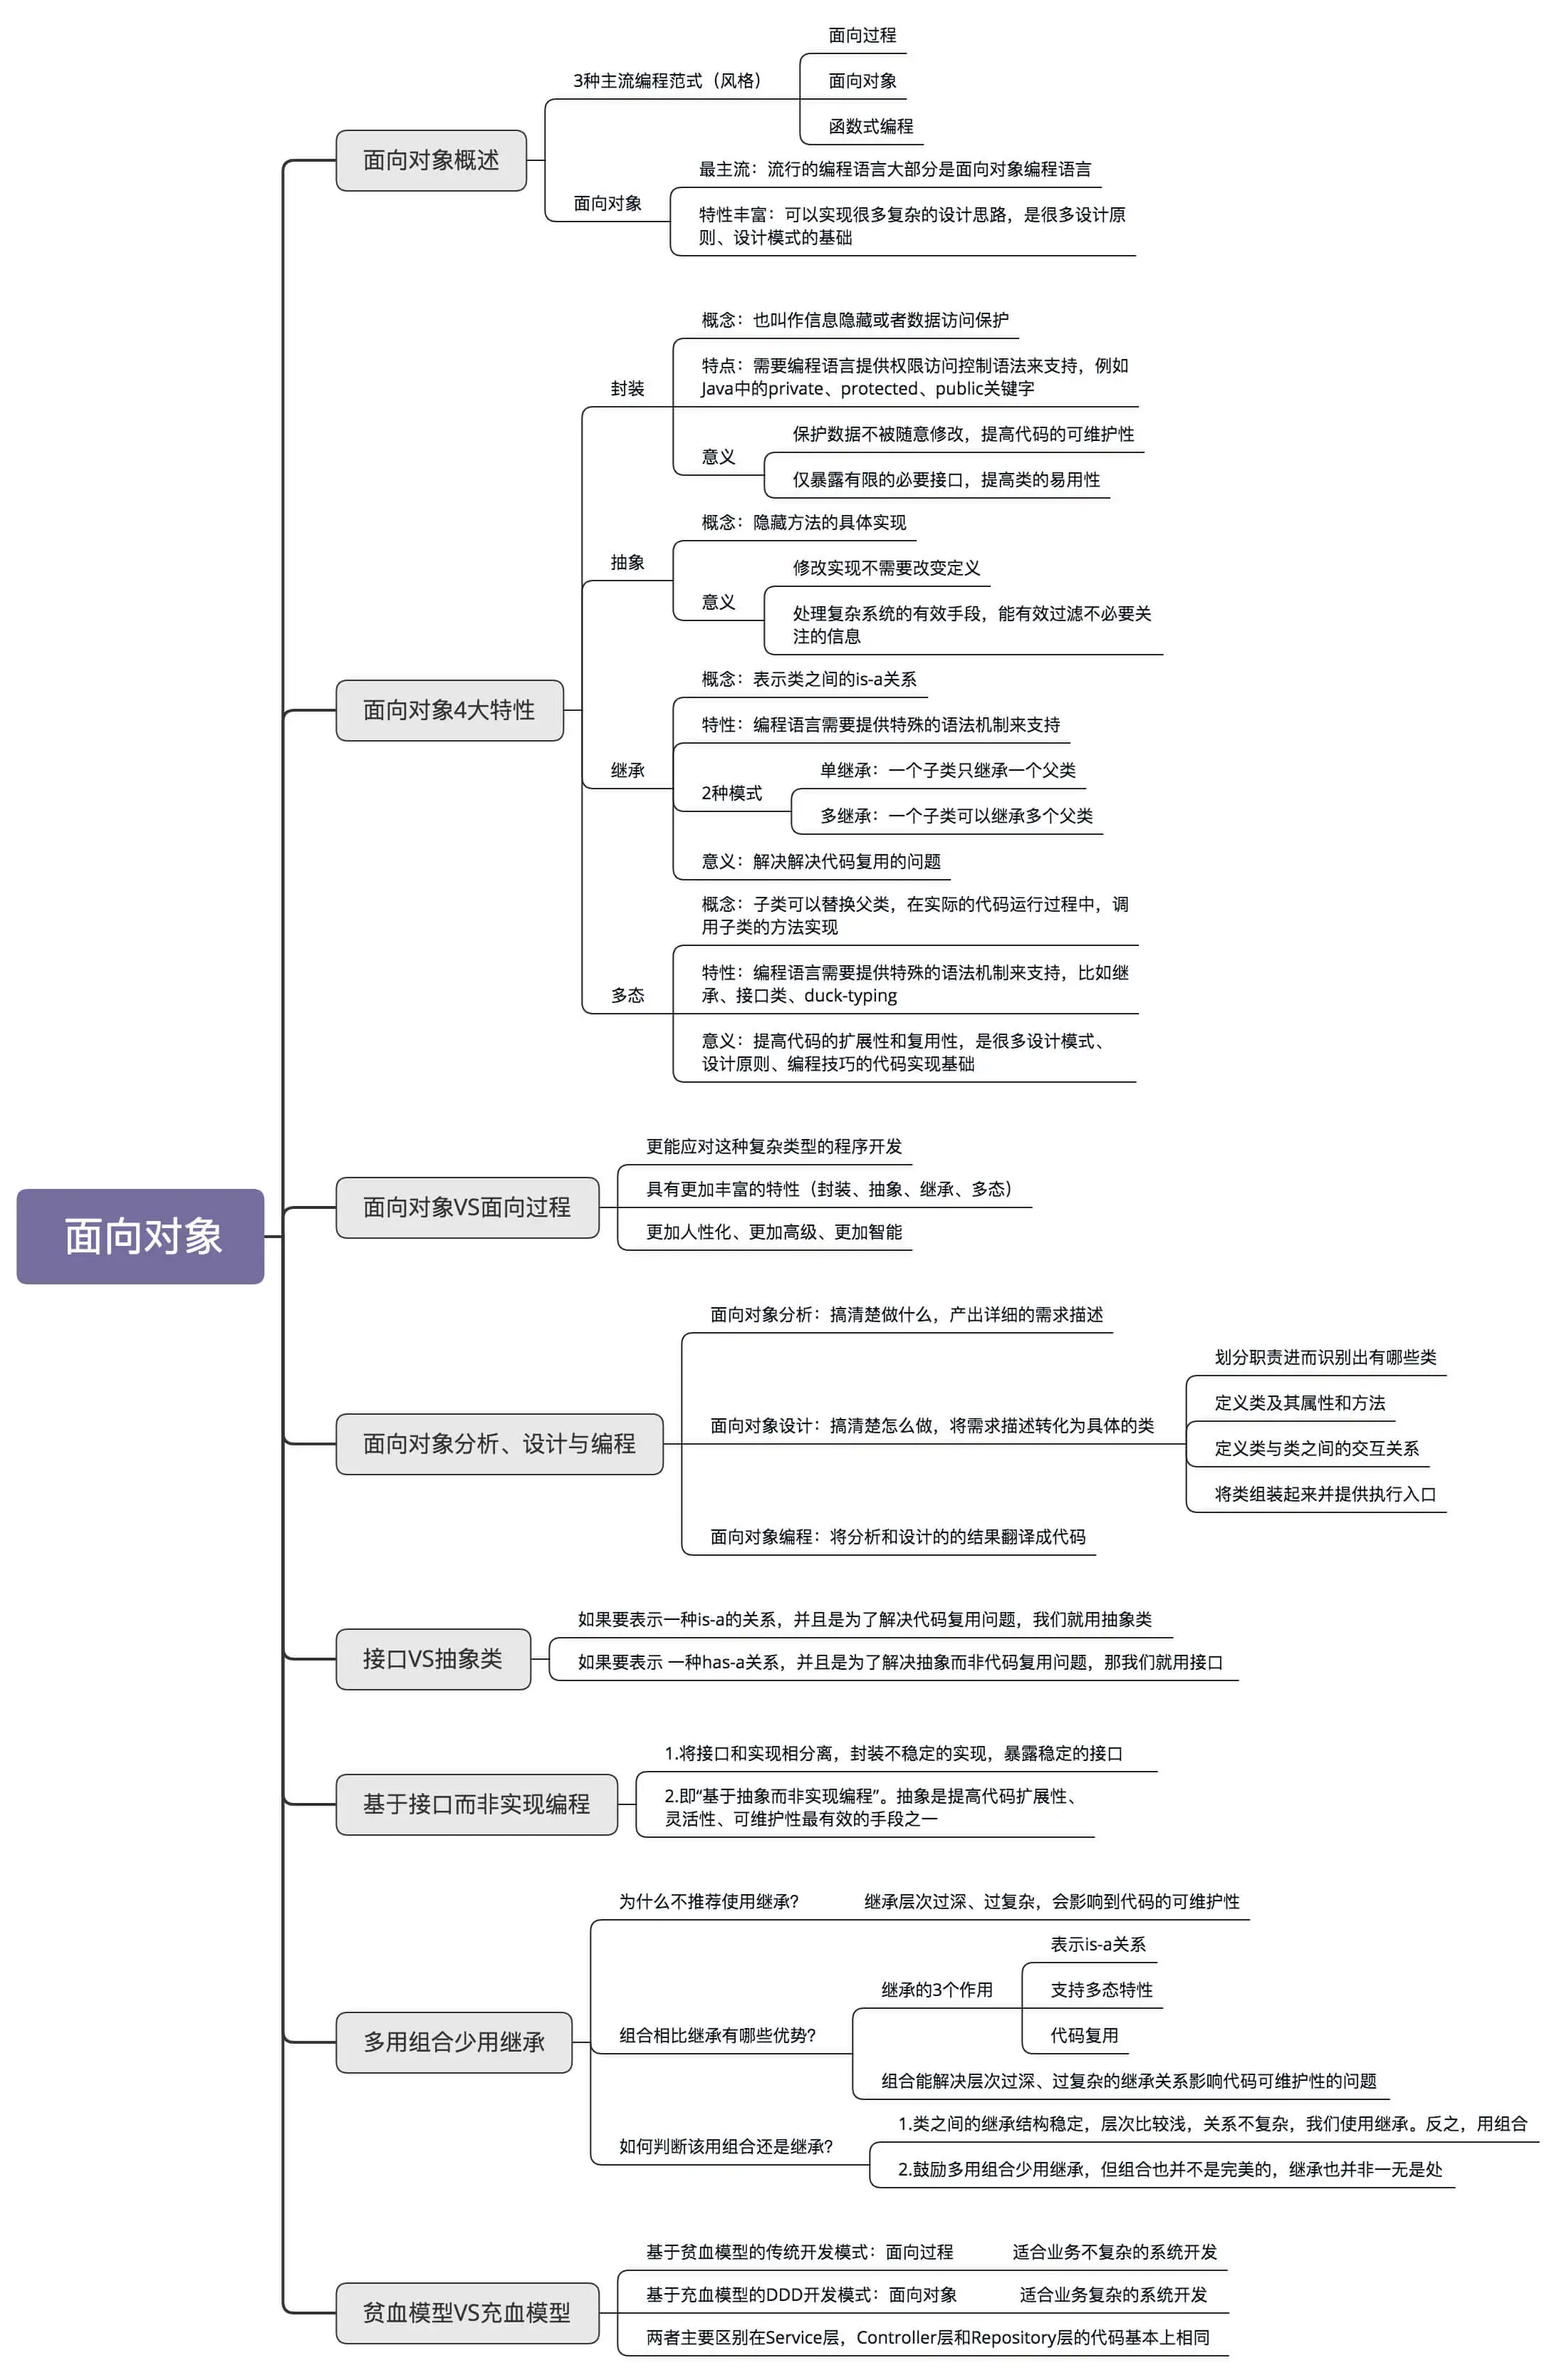 面向对象
面向对象概述
3种主流编程范式（风格）
面向过程
面向对象
函数式编程
面向对象
最主流：流行的编程语言大部分是面向对象编程语言
特性丰富：可以实现很多复杂的设计思路，是很多设计原
则、设计模式的基础
面向对象4大特性
封装
概念：也叫作信息隐藏或者数据访问保护
特点：需要编程语言提供权限访问控制语法来支持，例如
Java中的private、protected、public关键字
意义
保护数据不被随意修改，提高代码的可维护性
仅暴露有限的必要接口，提高类的易用性
抽象
概念：隐藏方法的具体实现
意义
修改实现不需要改变定义
处理复杂系统的有效手段，能有效过滤不必要关
注的信息
继承
概念：表示类之间的is-a关系
特性：编程语言需要提供特殊的语法机制来支持
2种模式
单继承：一个子类只继承一个父类
多继承：一个子类可以继承多个父类
意义：解决解决代码复用的问题
多态
概念：子类可以替换父类，在实际的代码运行过程中，调
用子类的方法实现
特性：编程语言需要提供特殊的语法机制来支持，比如继
承、接口类、duck-typing
意义：提高代码的扩展性和复用性，是很多设计模式、
设计原则、编程技巧的代码实现基础
面向对象VS面向过程
更能应对这种复杂类型的程序开发
具有更加丰富的特性（封装、抽象、继承、多态）
更加人性化、更加高级、更加智能
面向对象分析、设计与编程
面向对象分析：搞清楚做什么，产出详细的需求描述
面向对象设计：搞清楚怎么做，将需求描述转化为具体的类
划分职责进而识别出有哪些类
定义类及其属性和方法
定义类与类之间的交互关系
将类组装起来并提供执行入口
面向对象编程：将分析和设计的的结果翻译成代码
接口VS抽象类
如果要表示一种is-a的关系，并且是为了解决代码复用问题，我们就用抽象类
如果要表示 一种has-a关系，并且是为了解决抽象而非代码复用问题，那我们就用接口
基于接口而非实现编程
1.将接口和实现相分离，封装不稳定的实现，暴露稳定的接口
2.即“基于抽象而非实现编程”。抽象是提高代码扩展性、
灵活性、可维护性最有效的手段之一
多用组合少用继承
为什么不推荐使用继承？
继承层次过深、过复杂，会影响到代码的可维护性
组合相比继承有哪些优势？
继承的3个作用
表示is-a关系
支持多态特性
代码复用
组合能解决层次过深、过复杂的继承关系影响代码可维护性的问题
如何判断该用组合还是继承？
1.类之间的继承结构稳定，层次比较浅，关系不复杂，我们使用继承。反之，用组合
2.鼓励多用组合少用继承，但组合也并不是完美的，继承也并非一无是处
贫血模型VS充血模型
基于贫血模型的传统开发模式：面向过程
适合业务不复杂的系统开发
基于充血模型的DDD开发模式：面向对象
适合业务复杂的系统开发
两者主要区别在Service层，Controller层和Repository层的代码基本上相同